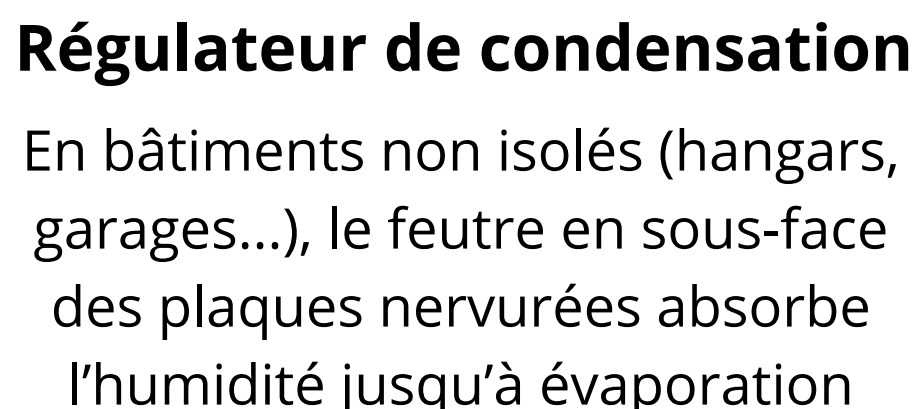 Régulateur de condensation
En bâtiments non isolés (hangars,
garages...), le feutre en sous-face
des plaques nervurées absorbe
l’humidité jusqu’à évaporation